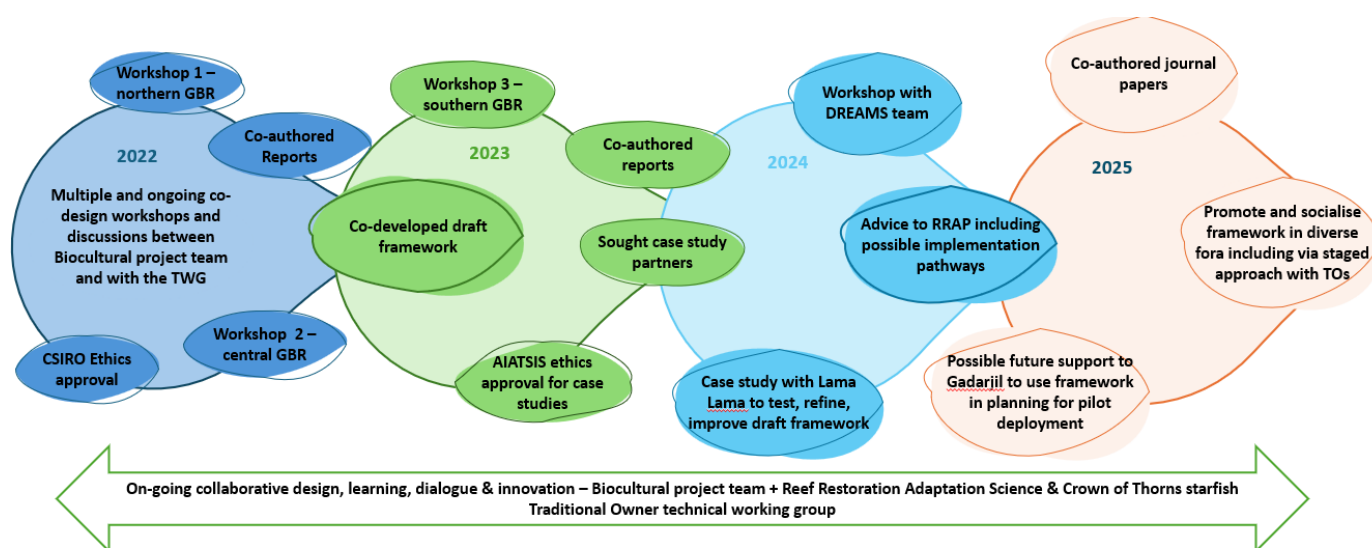 Workshop 1 –
northern GBR
Co-authored
Reports
2022
Multiple and ongoing co-
design workshops and
discussions between
Biocultural project team
and with the TWG
CSIRO Ethics
approval
Workshop 2 –
central GBR
Workshop 3 –
southern GBR
2023
Co-authored
reports
Co-developed draft
framework
Sought case study
partners
AIATSIS ethics
approval for case
studies
Workshop with
DREAMS team
2024
Advice to RRAP including
possible implementation
pathways
Case study with Lama
Lama to test, refine,
improve draft framework
Co-authored journal
papers
2025
Promote and socialise
framework in diverse
fora including via staged
approach with TOs
Possible future support to
Gadarjil to use framework
in planning for pilot
deployment
On-going collaborative design, learning, dialogue & innovation – Biocultural project team + Reef Restoration Adaptation Science & Crown of Thorns starfish
Traditional Owner technical working group